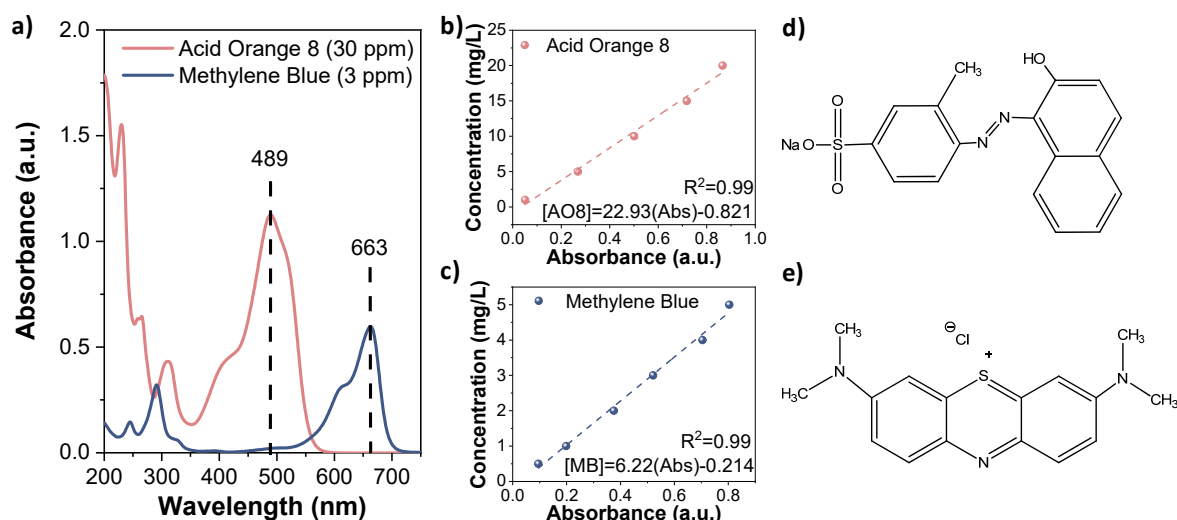 a)
2.0
1.5
1.0
0.5
0.0
Absorbance (a.u.)
Acid Orange 8 (30 ppm)
Methylene Blue (3 ppm)
489
663
200 300 400 500 600 700
Wavelength (nm)
b)
25
20
15
10
5
0
Concentration (mg/L)
Acid Orange 8
R²=0.99
[AO8]=22.93(Abs)-0.821
0.0 0.2 0.4 0.6 0.8 1.0
Absorbance (a.u.)
c)
5
4
3
2
1
0
Concentration (mg/L)
Methylene Blue
R²=0.99
[MB]=6.22(Abs)-0.214
0.0 0.2 0.4 0.6 0.8
Absorbance (a.u.)
d)
HO
CH₃
N
N
O
NaO S
O
e)
CH₃
⊖
Cl
+
CH₃
H₃C N
S
N CH₃
N